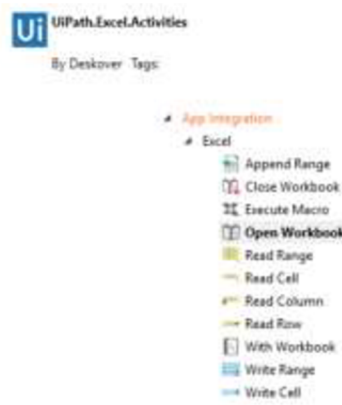 Ui
UiPath.Excel.Activities
By Deskover Tags:
App Integration
Excel
Append Range
Close Workbook
Execute Macro
Open Workbook
Read Range
Read Cell
Read Column
Read Row
With Workbook
Write Range
Write Cell